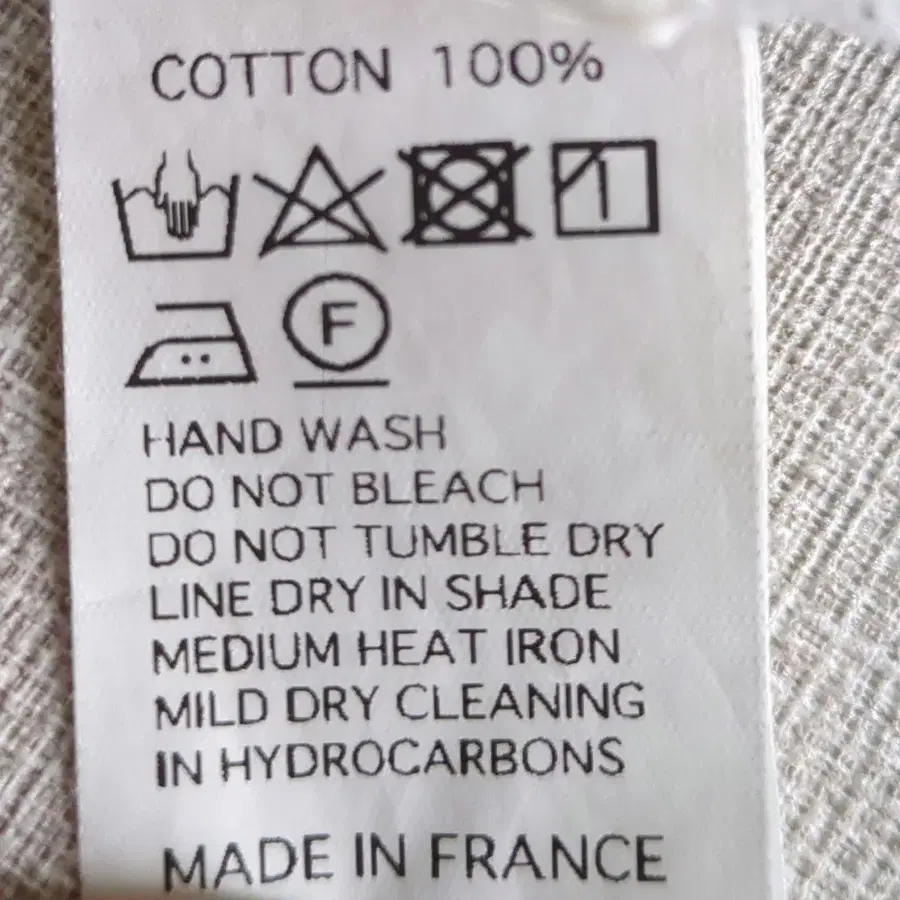 COTTON 100%
F
HAND WASH
DO NOT BLEACH
DO NOT TUMBLE DRY
LINE DRY IN SHADE
MEDIUM HEAT IRON
MILD DRY CLEANING
IN HYDROCARBONS
MADE IN FRANCE